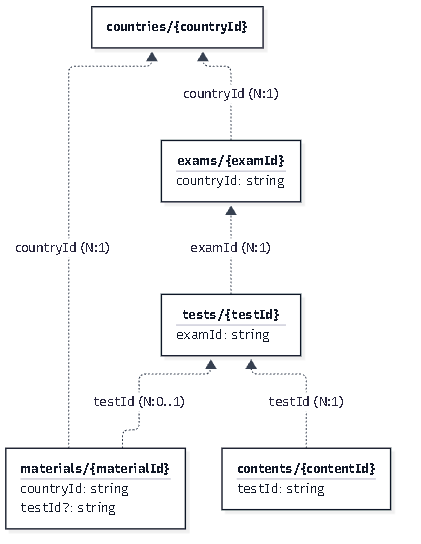 countries/{countryId}
countryId (N:1)
exams/{examId}
countryId: string
countryId (N:1)
examId (N:1)
tests/{testId}
examId: string
testId (N:0..1)
testId (N:1)
materials/{materialId}
countryId: string
testId?: string
contents/{contentId}
testId: string